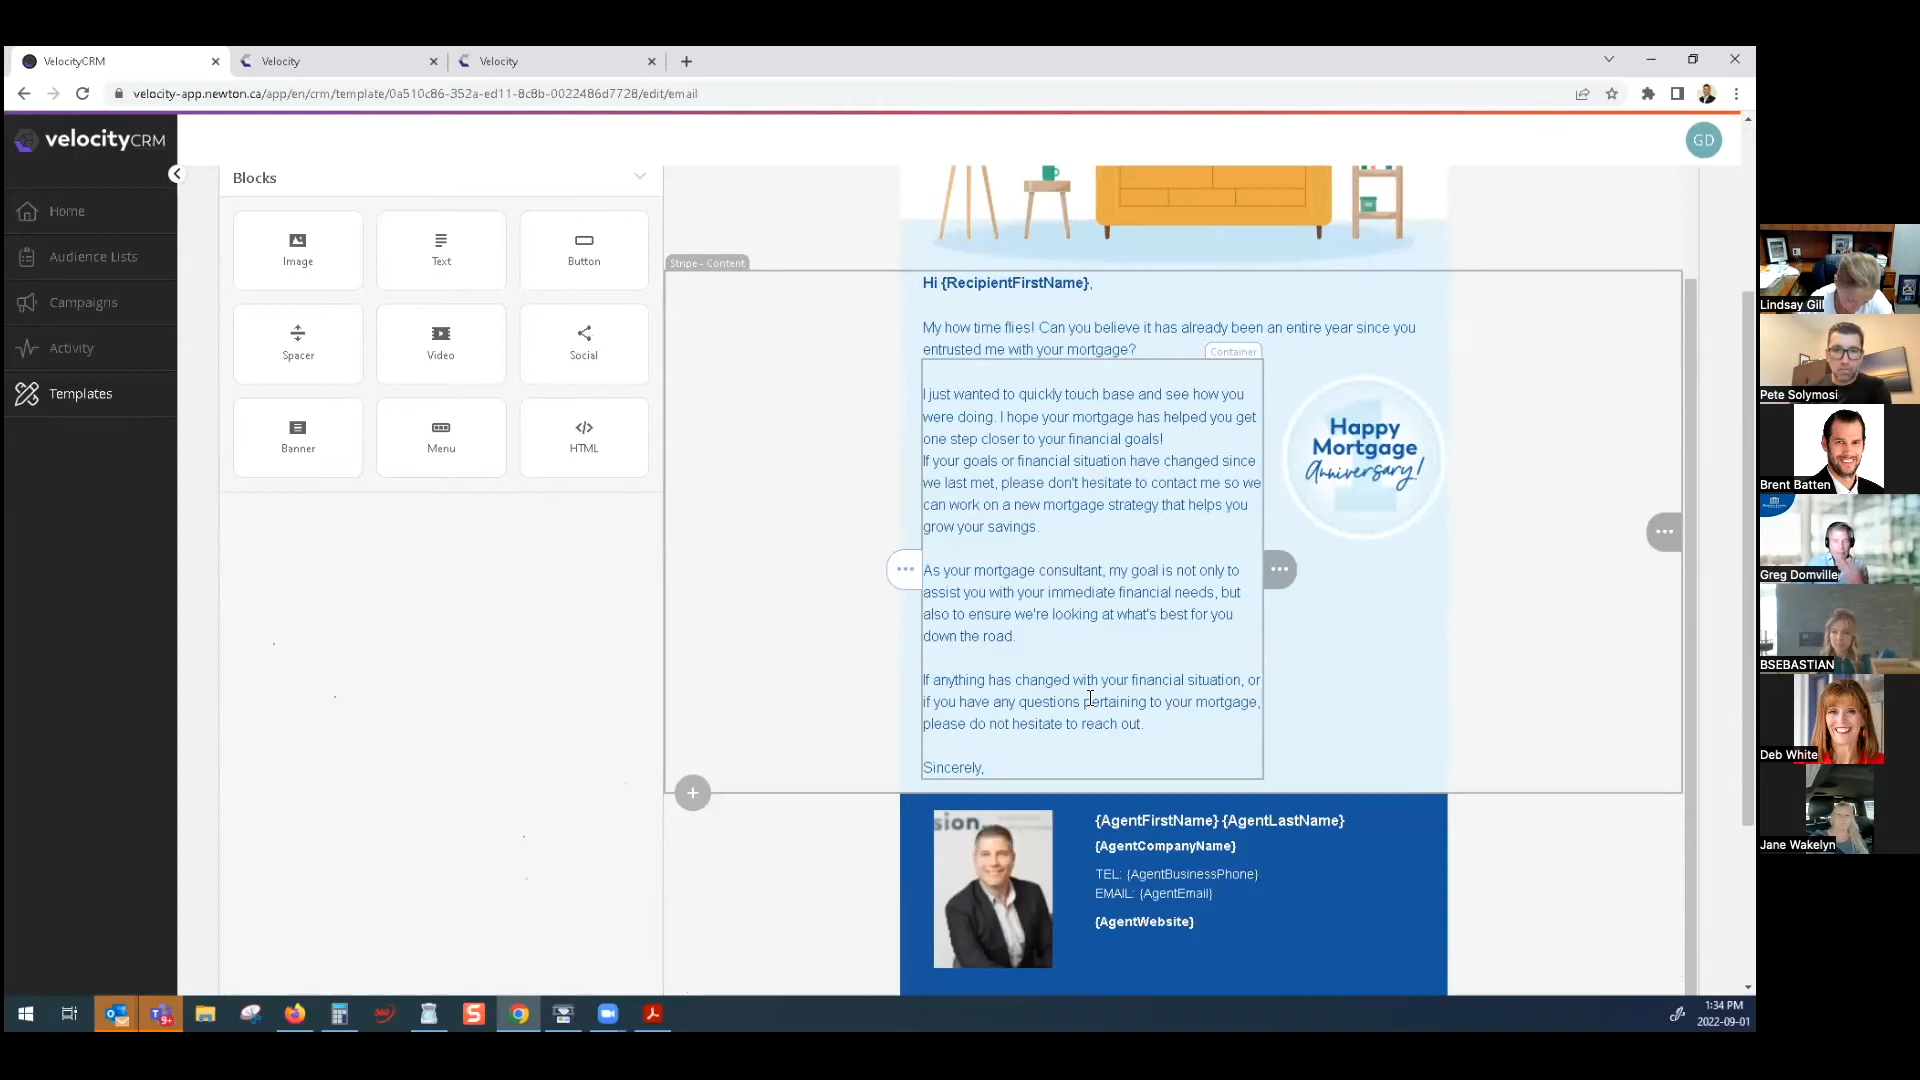 VelocityCRM
Velocity
Velocity
velocity-app.newton.ca/app/en/crm/template/0a510c86-352a-ed11-8c8b-0022486d7728/edit/email
velocityCRM
GD
Home
Audience Lists
Campaigns
Activity
Templates
Blocks
Image
Text
Button
Spacer
Video
Social
Banner
Menu
HTML
Stripe - Content
Hi {RecipientFirstName},
My how time flies! Can you believe it has already been an entire year since you
entrusted me with your mortgage?
Container
I just wanted to quickly touch base and see how you
were doing. I hope your mortgage has helped you get
one step closer to your financial goals!
If your goals or financial situation have changed since
we last met, please don't hesitate to contact me so we
can work on a new mortgage strategy that helps you
grow your savings.
As your mortgage consultant, my goal is not only to
assist you with your immediate financial needs, but
also to ensure we're looking at what's best for you
down the road.
If anything has changed with your financial situation, or
if you have any questions pertaining to your mortgage,
please do not hesitate to reach out.
Sincerely,
1
Happy
Mortgage
Anniversary!
sion
{AgentFirstName} {AgentLastName}
{AgentCompanyName}
TEL: {AgentBusinessPhone}
EMAIL: {AgentEmail}
{AgentWebsite}
Lindsay Gill
Pete Solymosi
Brent Batten
Greg Domville
BSEBASTIAN
Deb White
Jane Wakelyn
9+
360
S
1:34 PM
2022-09-01